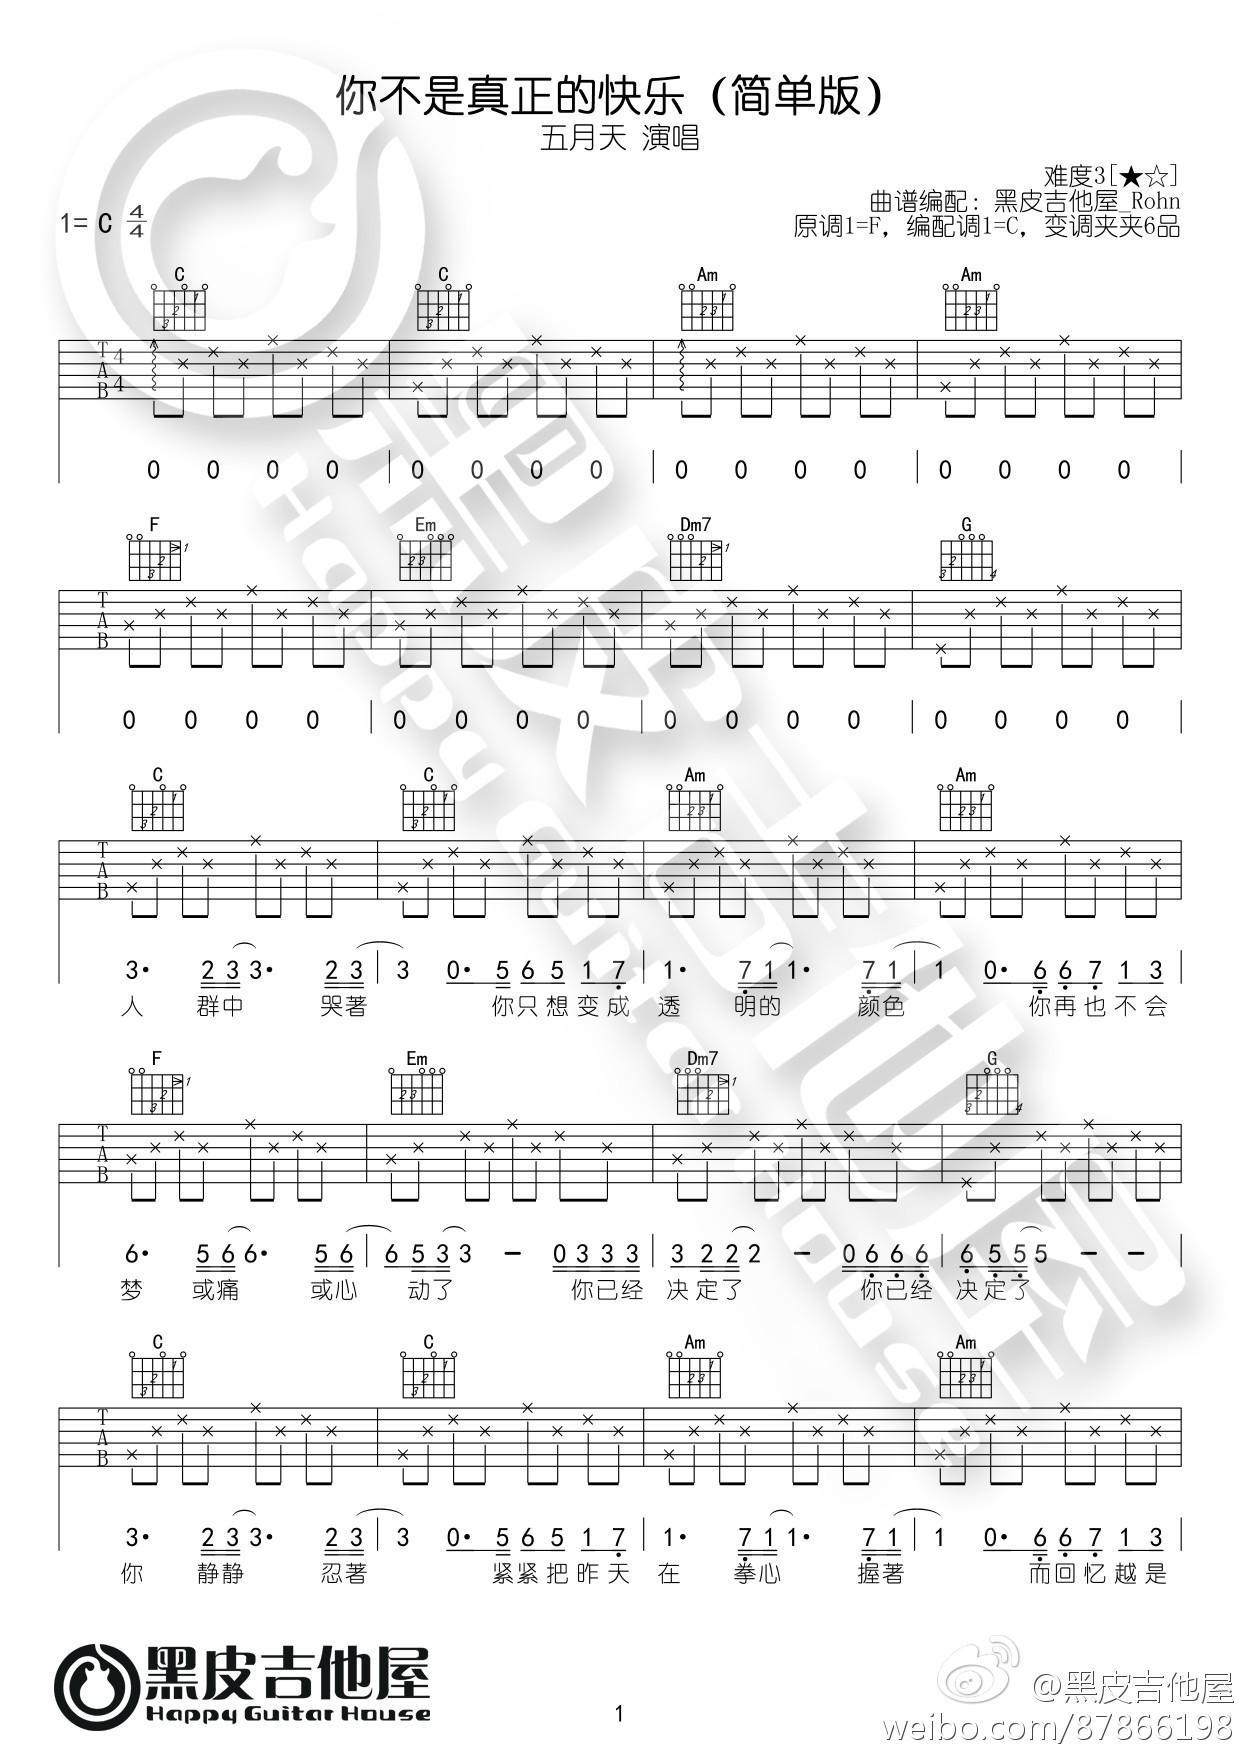 你不是真正的快乐（简单版）
五月天 演唱
难度3[★☆]
曲谱编配：黑皮吉他屋_Rohn
1= C 4/4
原调1=F，编配调1=C，变调夹夹6品
C C Am Am
T A B 4/4
0 0 0 0 | 0 0 0 0 | 0 0 0 0 | 0 0 0 0
F Em Dm7 G
T A B
0 0 0 0 | 0 0 0 0 | 0 0 0 0 | 0 0 0 0
C C Am Am
T A B
3· 2 3 3· 2 3 | 3 0· 5 6 5 1 7 | 1· 7 1 1· 7 1 | 1 0· 6 6 7 1 3
人 群中 哭著 你只想变成 透 明的 颜色 你再也不会
F Em Dm7 G
T A B
6· 5 6 6· 5 6 | 6 5 3 3 － 0 3 3 3 | 3 2 2 2 － 0 6 6 6 | 6 5 5 5 － －
梦 或痛 或心 动了 你已经 决定了 你已经 决定了
C C Am Am
T A B
3· 2 3 3· 2 3 | 3 0· 5 6 5 1 7 | 1· 7 1 1· 7 1 | 1 0· 6 6 7 1 3
你 静静 忍著 紧紧把昨天 在 拳心 握著 而回忆越是
黑皮吉他屋
Happy Guitar House
1
@黑皮吉他屋
weibo.com/87866198
黑皮吉他屋
Happy Guitar House